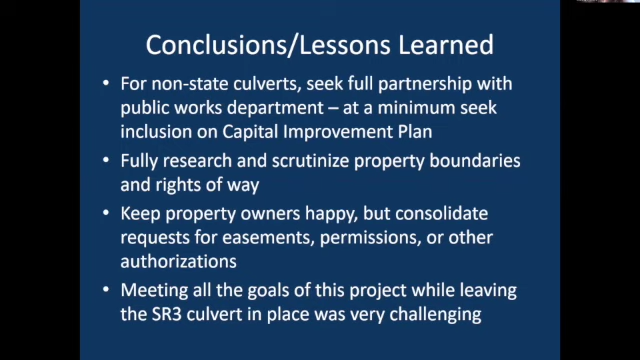 Conclusions/Lessons Learned
• For non-state culverts, seek full partnership with
public works department – at a minimum seek
inclusion on Capital Improvement Plan
• Fully research and scrutinize property boundaries
and rights of way
• Keep property owners happy, but consolidate
requests for easements, permissions, or other
authorizations
• Meeting all the goals of this project while leaving
the SR3 culvert in place was very challenging